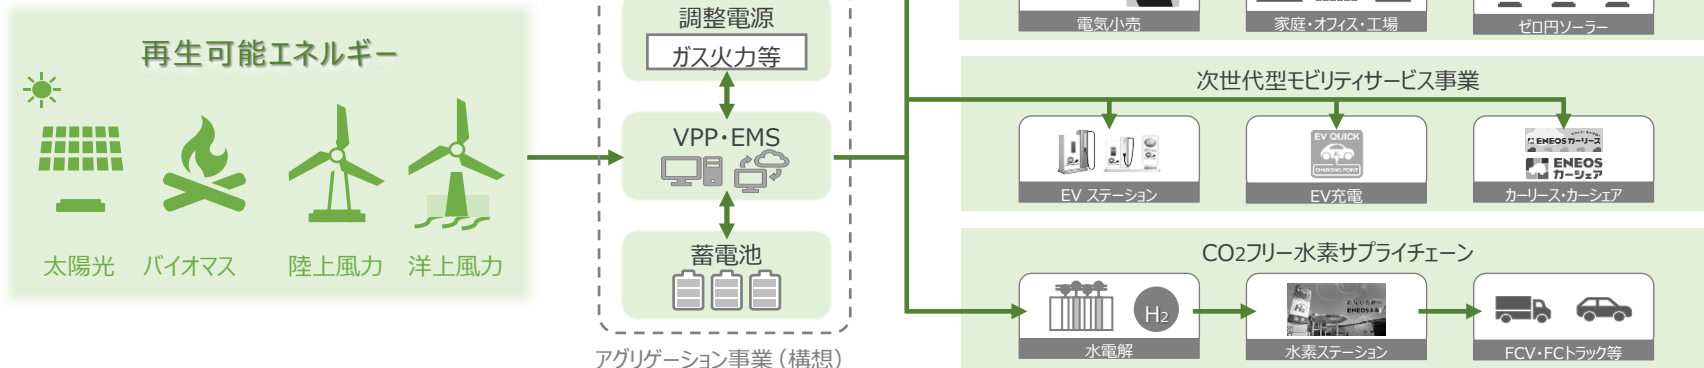 再生可能エネルギー
太陽光
バイオマス
陸上風力
洋上風力
調整電源
ガス火力等
VPP・EMS
蓄電池
アグリゲーション事業（構想）
電気小売
家庭・オフィス・工場
ゼロ円ソーラー
次世代型モビリティサービス事業
EV ステーション
EV QUICK
CHARGING POINT
EV充電
ENEOSカーリース
ENEOS
カーシェア
カーリース・カーシェア
CO2フリー水素サプライチェーン
H2
水電解
水素ステーション
FCV・FCトラック等